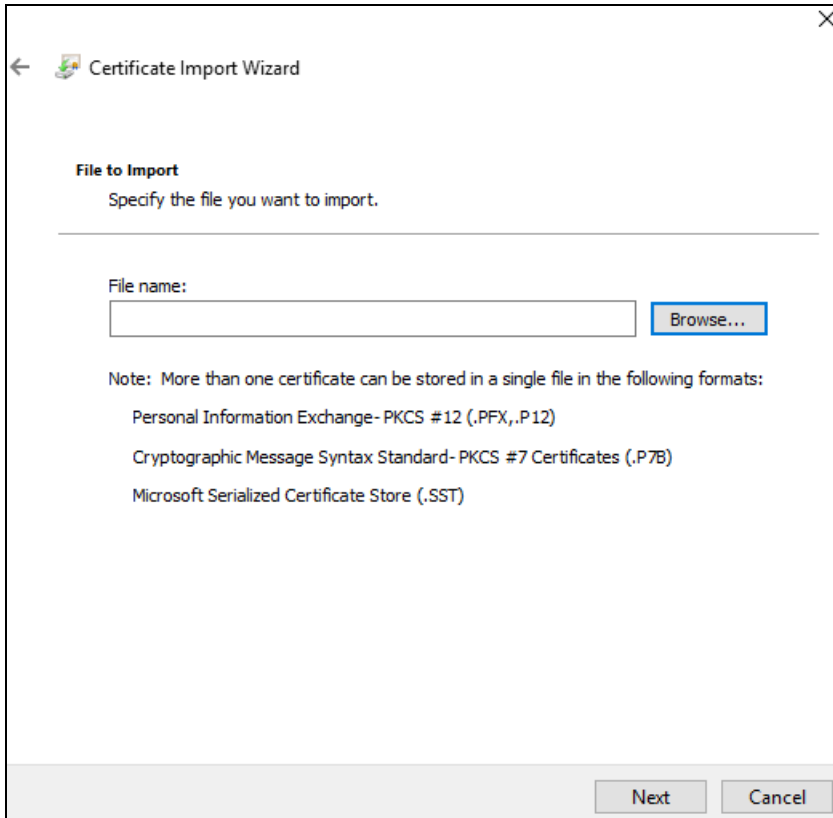 Certificate Import Wizard
File to Import
Specify the file you want to import.
File name:
Browse...
Note: More than one certificate can be stored in a single file in the following formats:
Personal Information Exchange- PKCS #12 (.PFX,.P12)
Cryptographic Message Syntax Standard- PKCS #7 Certificates (.P7B)
Microsoft Serialized Certificate Store (.SST)
Next
Cancel